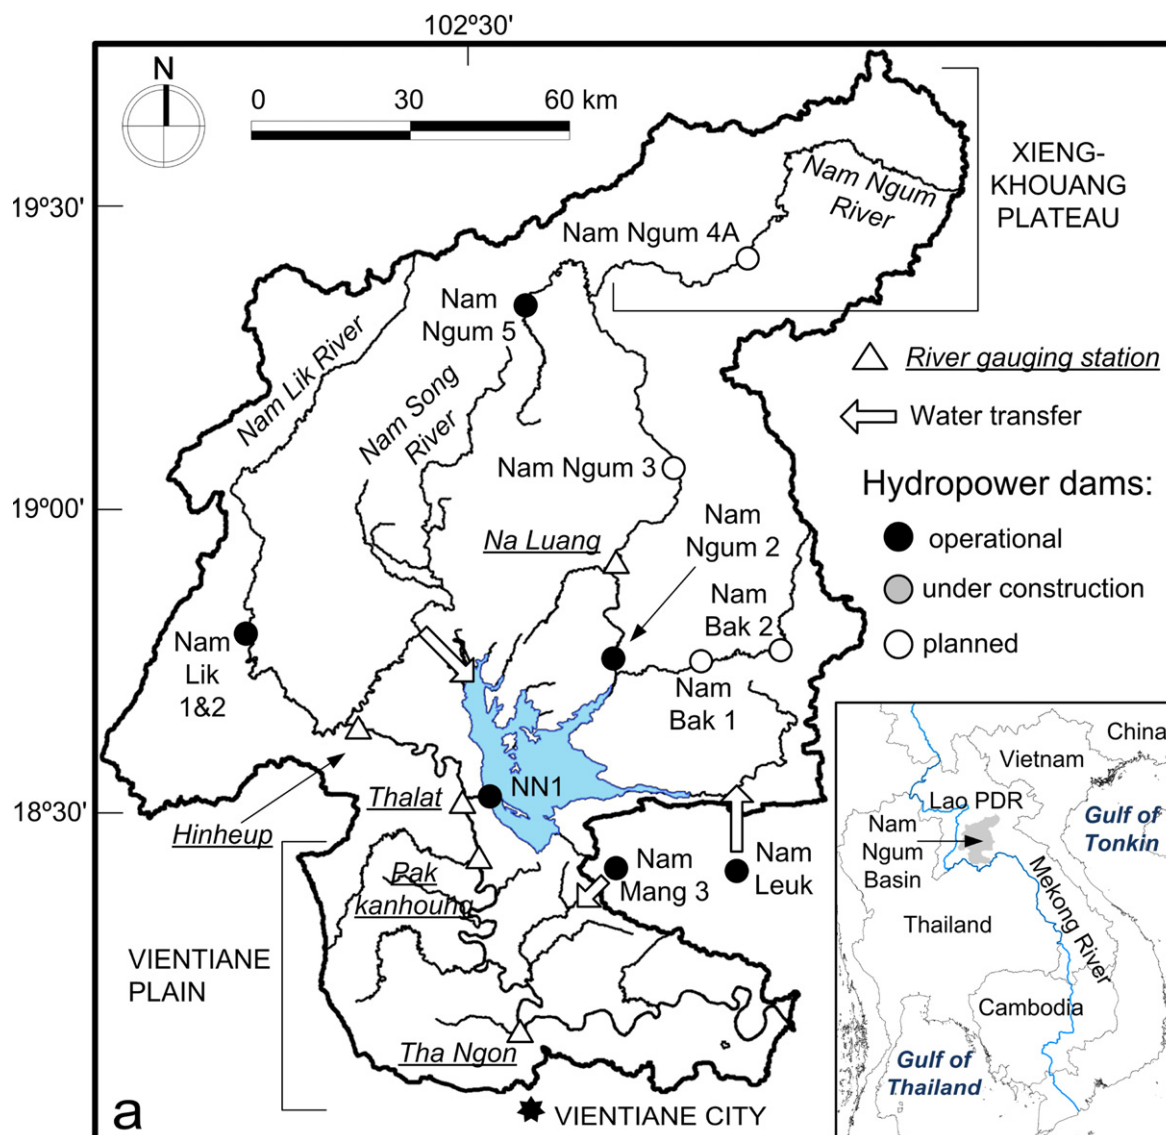 102º30'
N
0 30 60 km
XIENG-
KHOUANG
PLATEAU
Nam Ngum
River
19º30'
Nam Ngum 4A
Nam
Ngum 5
Nam Lik River
Nam Song
River
River gauging station
Water transfer
Nam Ngum 3
Hydropower dams:
19º00'
Na Luang
Nam
Ngum 2
operational
under construction
planned
Nam
Bak 2
Nam
Lik
1&2
Nam
Bak 1
NN1
Thalat
18º30'
Hinheup
Pak
kanhoung
Nam
Mang 3
Nam
Leuk
VIENTIANE
PLAIN
Tha Ngon
VIENTIANE CITY
a
China
Vietnam
Lao PDR
Gulf of
Tonkin
Nam
Ngum
Basin
Mekong River
Thailand
Cambodia
Gulf of
Thailand